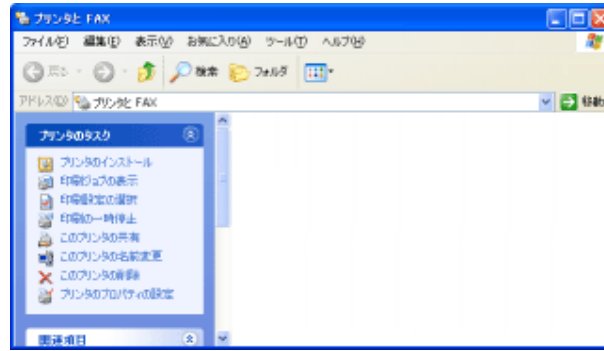 プリンタと FAX
ファイル(F) 編集(E) 表示(V) お気に入り(A) ツール(T) ヘルプ(H)
戻る 検索 フォルダ
アドレス(D) プリンタと FAX 移動
プリンタのタスク
プリンタのインストール
印刷ジョブの表示
印刷設定の選択
印刷の一時停止
このプリンタの共有
このプリンタの名前変更
このプリンタの削除
プリンタのプロパティの設定
関連項目